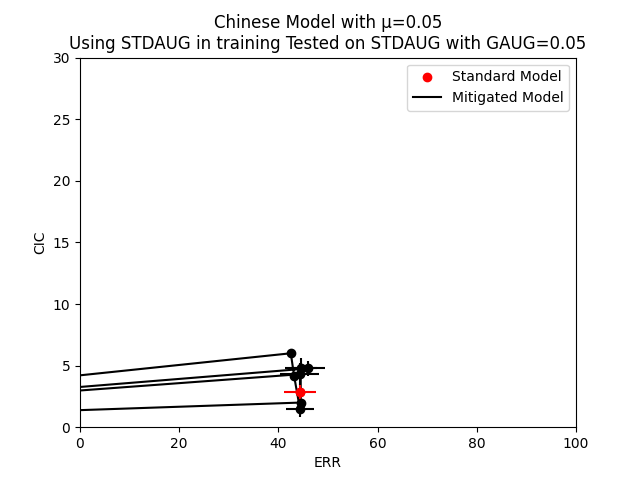 Chinese Model with μ=0.05
Using STDAUG in training Tested on STDAUG with GAUG=0.05
30
25
20
15
10
5
0
CIC
Standard Model
Mitigated Model
0 20 40 60 80 100
ERR